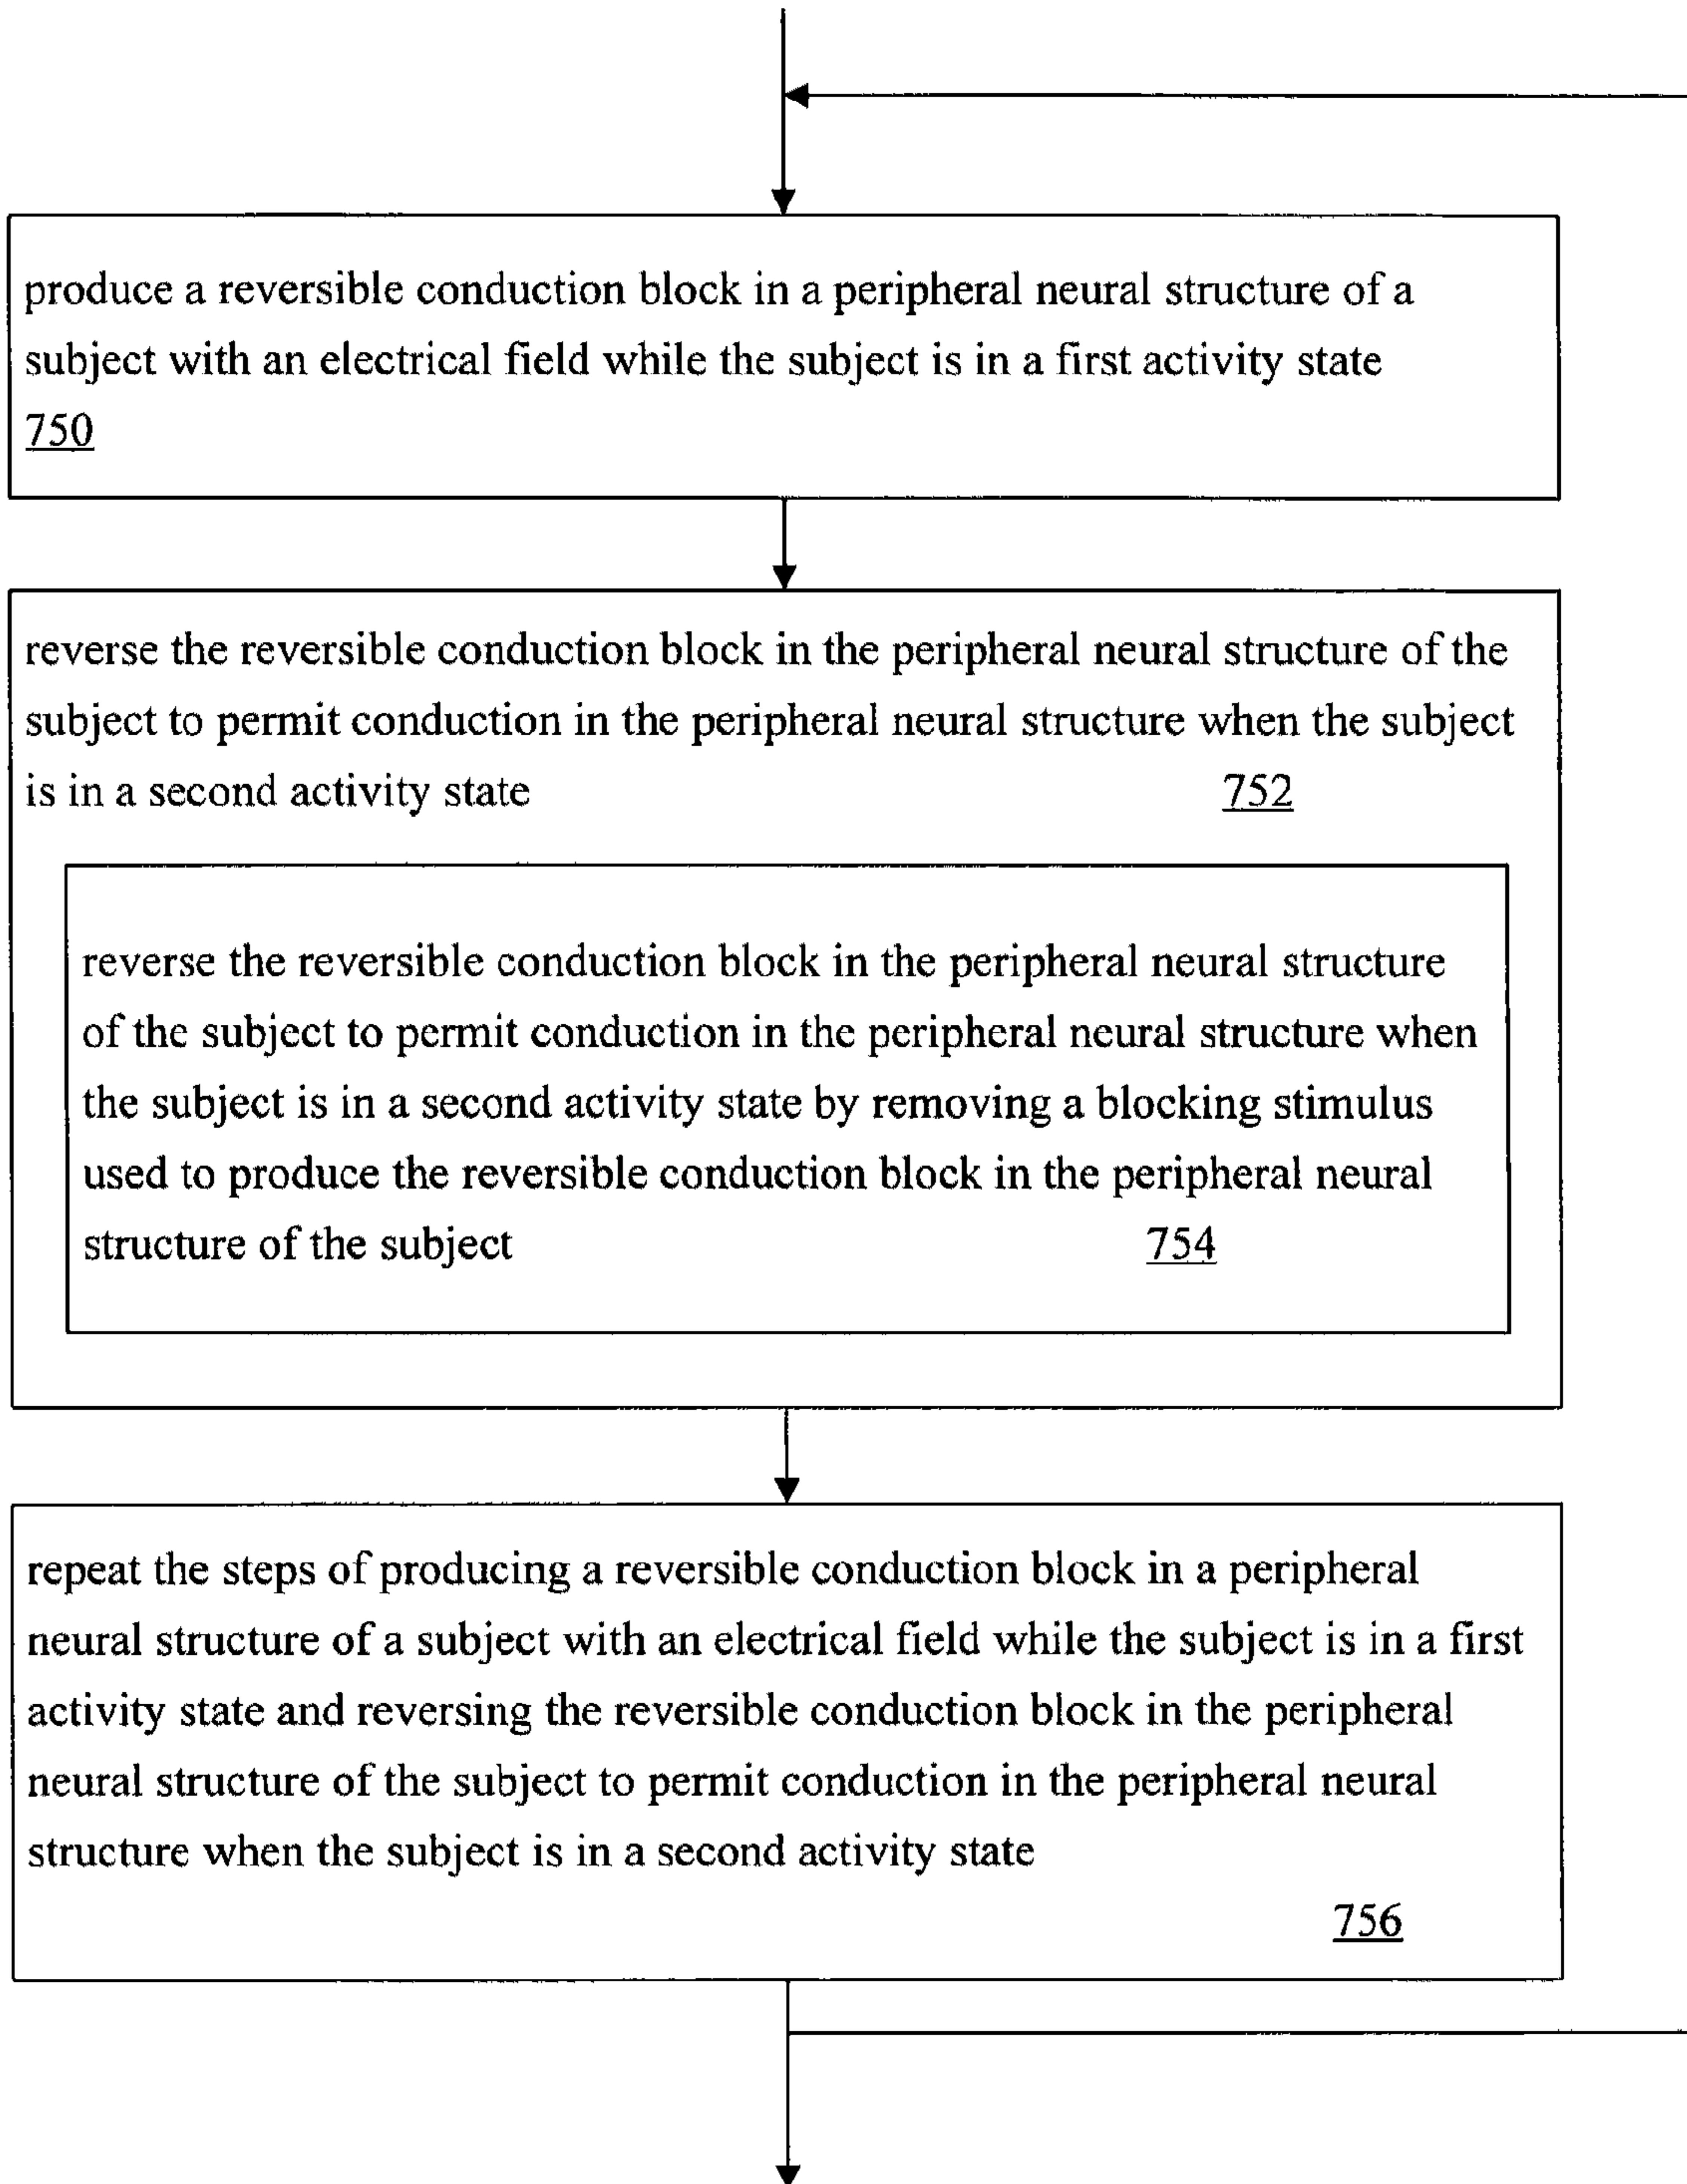 produce a reversible conduction block in a peripheral neural structure of a
subject with an electrical field while the subject is in a first activity state
750
reverse the reversible conduction block in the peripheral neural structure of the
subject to permit conduction in the peripheral neural structure when the subject
is in a second activity state 752
reverse the reversible conduction block in the peripheral neural structure
of the subject to permit conduction in the peripheral neural structure when
the subject is in a second activity state by removing a blocking stimulus
used to produce the reversible conduction block in the peripheral neural
structure of the subject 754
repeat the steps of producing a reversible conduction block in a peripheral
neural structure of a subject with an electrical field while the subject is in a first
activity state and reversing the reversible conduction block in the peripheral
neural structure of the subject to permit conduction in the peripheral neural
structure when the subject is in a second activity state
756